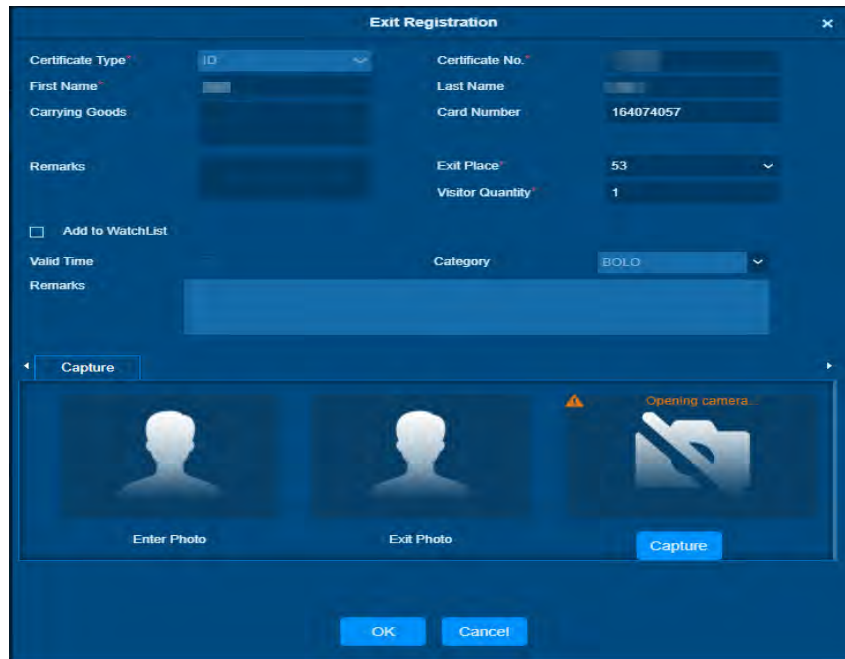 Exit Registration
Certificate Type* ID Certificate No.*
First Name* Last Name
Carrying Goods Card Number 164074057
Remarks Exit Place* 53
Visitor Quantity* 1
Add to WatchList
Valid Time Category BOLO
Remarks
Capture
Opening camera...
Enter Photo Exit Photo Capture
OK Cancel